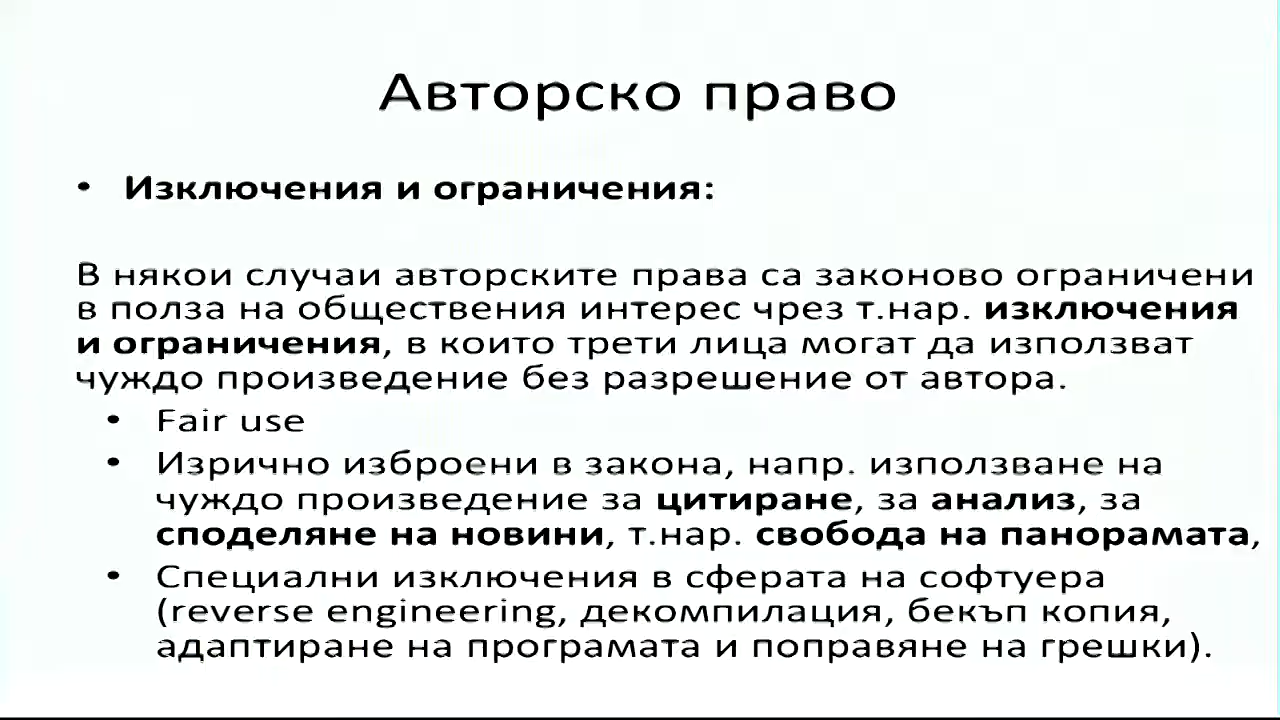 Авторско право
• Изключения и ограничения:
В някои случаи авторските права са законово ограничени
в полза на обществения интерес чрез т.нар. изключения
и ограничения, в които трети лица могат да използват
чуждо произведение без разрешение от автора.
• Fair use
• Изрично изброени в закона, напр. използване на
чуждо произведение за цитиране, за анализ, за
споделяне на новини, т.нар. свобода на панорамата,
• Специални изключения в сферата на софтуера
(reverse engineering, декомпилация, бекъп копия,
адаптиране на програмата и поправяне на грешки).